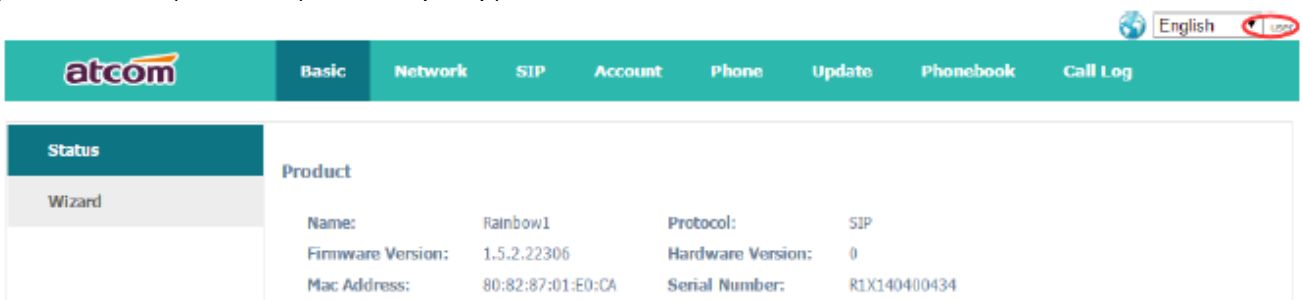 English user
atcom Basic Network SIP Account Phone Update Phonebook Call Log
Status
Product
Wizard
Name: Rainbow1 Protocol: SIP
Firmware Version: 1.5.2.22306 Hardware Version: 0
Mac Address: 80:82:87:01:E0:CA Serial Number: R1X140400434